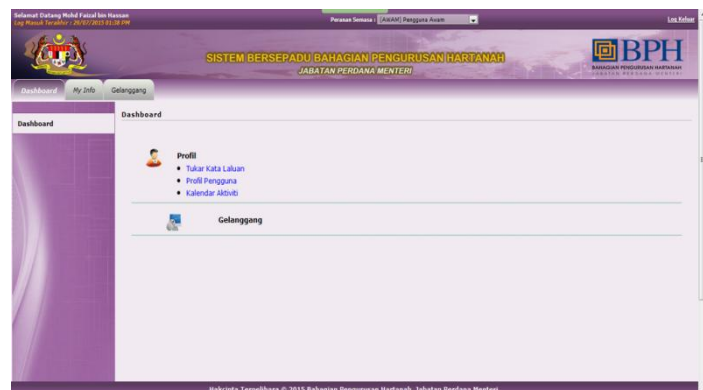 Selamat Datang Mohd Faizal bin Hassan
Log Masuk Terakhir : 29/07/2015 01:38 PM
Peranan Semasa : [AWAM] Pengguna Awam
Log Keluar
SISTEM BERSEPADU BAHAGIAN PENGURUSAN HARTANAH
JABATAN PERDANA MENTERI
BPH
BAHAGIAN PENGURUSAN HARTANAH
JABATAN PERDANA MENTERI
Dashboard My Info Gelanggang
Dashboard
Dashboard
Profil
Tukar Kata Laluan
Profil Pengguna
Kalendar Aktiviti
Gelanggang
Hakcipta Terpelihara © 2015 Bahagian Pengurusan Hartanah, Jabatan Perdana Menteri